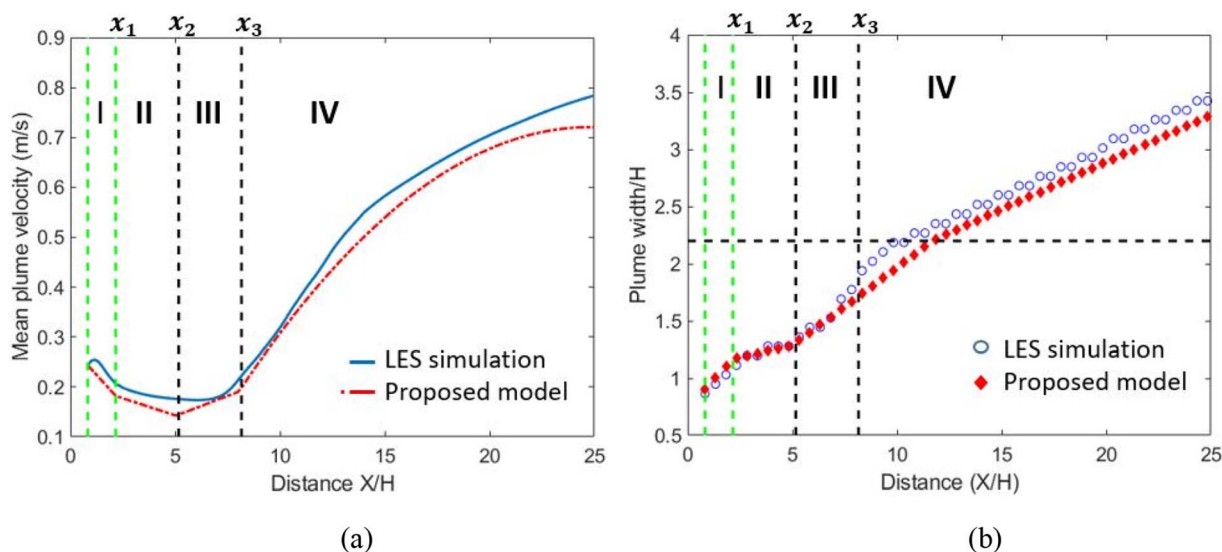 x₁ x₂ x₃
0.9
0.8
0.7
0.6
0.5
0.4
0.3
0.2
0.1
Mean plume velocity (m/s)
I II III IV
LES simulation
Proposed model
0 5 10 15 20 25
Distance X/H
(a)
x₁ x₂ x₃
4
3.5
3
2.5
2
1.5
1
0.5
Plume width/H
I II III IV
LES simulation
Proposed model
0 5 10 15 20 25
Distance (X/H)
(b)